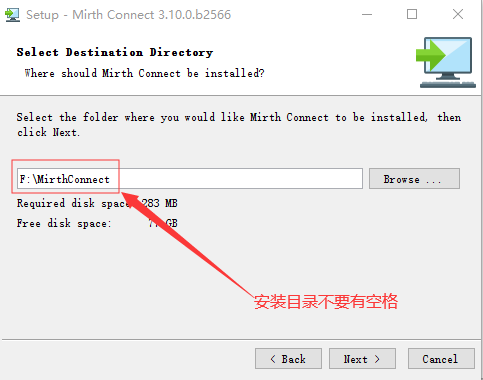 Setup - Mirth Connect 3.10.0.b2566
Select Destination Directory
Where should Mirth Connect be installed?
Select the folder where you would like Mirth Connect to be installed, then
click Next.
F:\MirthConnect
Browse ...
Required disk space: 283 MB
Free disk space: GB
安装目录不要有空格
< Back
Next >
Cancel